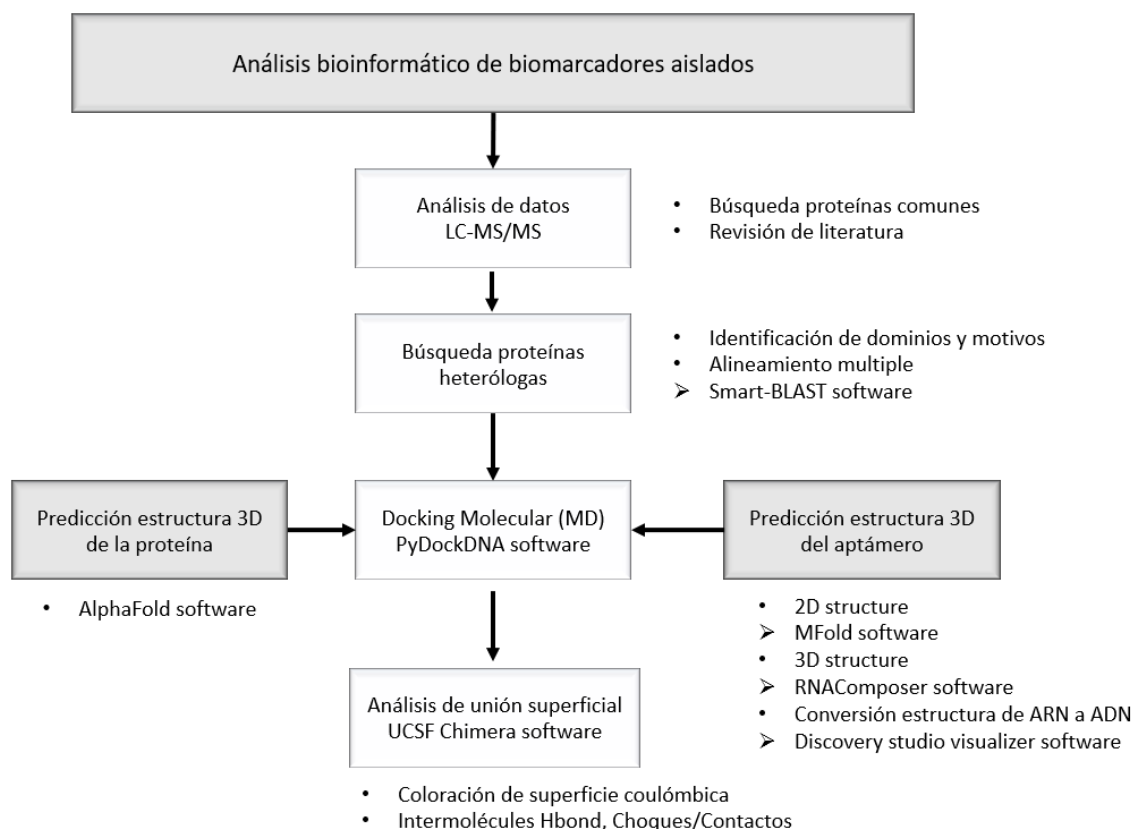 Análisis bioinformático de biomarcadores aislados
Análisis de datos
LC-MS/MS
• Búsqueda proteínas comunes
• Revisión de literatura
Búsqueda proteínas
heterólogas
• Identificación de dominios y motivos
• Alineamiento multiple
➢ Smart-BLAST software
Predicción estructura 3D
de la proteína
• AlphaFold software
Docking Molecular (MD)
PyDockDNA software
Predicción estructura 3D
del aptámero
• 2D structure
➢ MFold software
• 3D structure
➢ RNAComposer software
• Conversión estructura de ARN a ADN
➢ Discovery studio visualizer software
Análisis de unión superficial
UCSF Chimera software
• Coloración de superficie coulómbica
• Intermolécules Hbond, Choques/Contactos